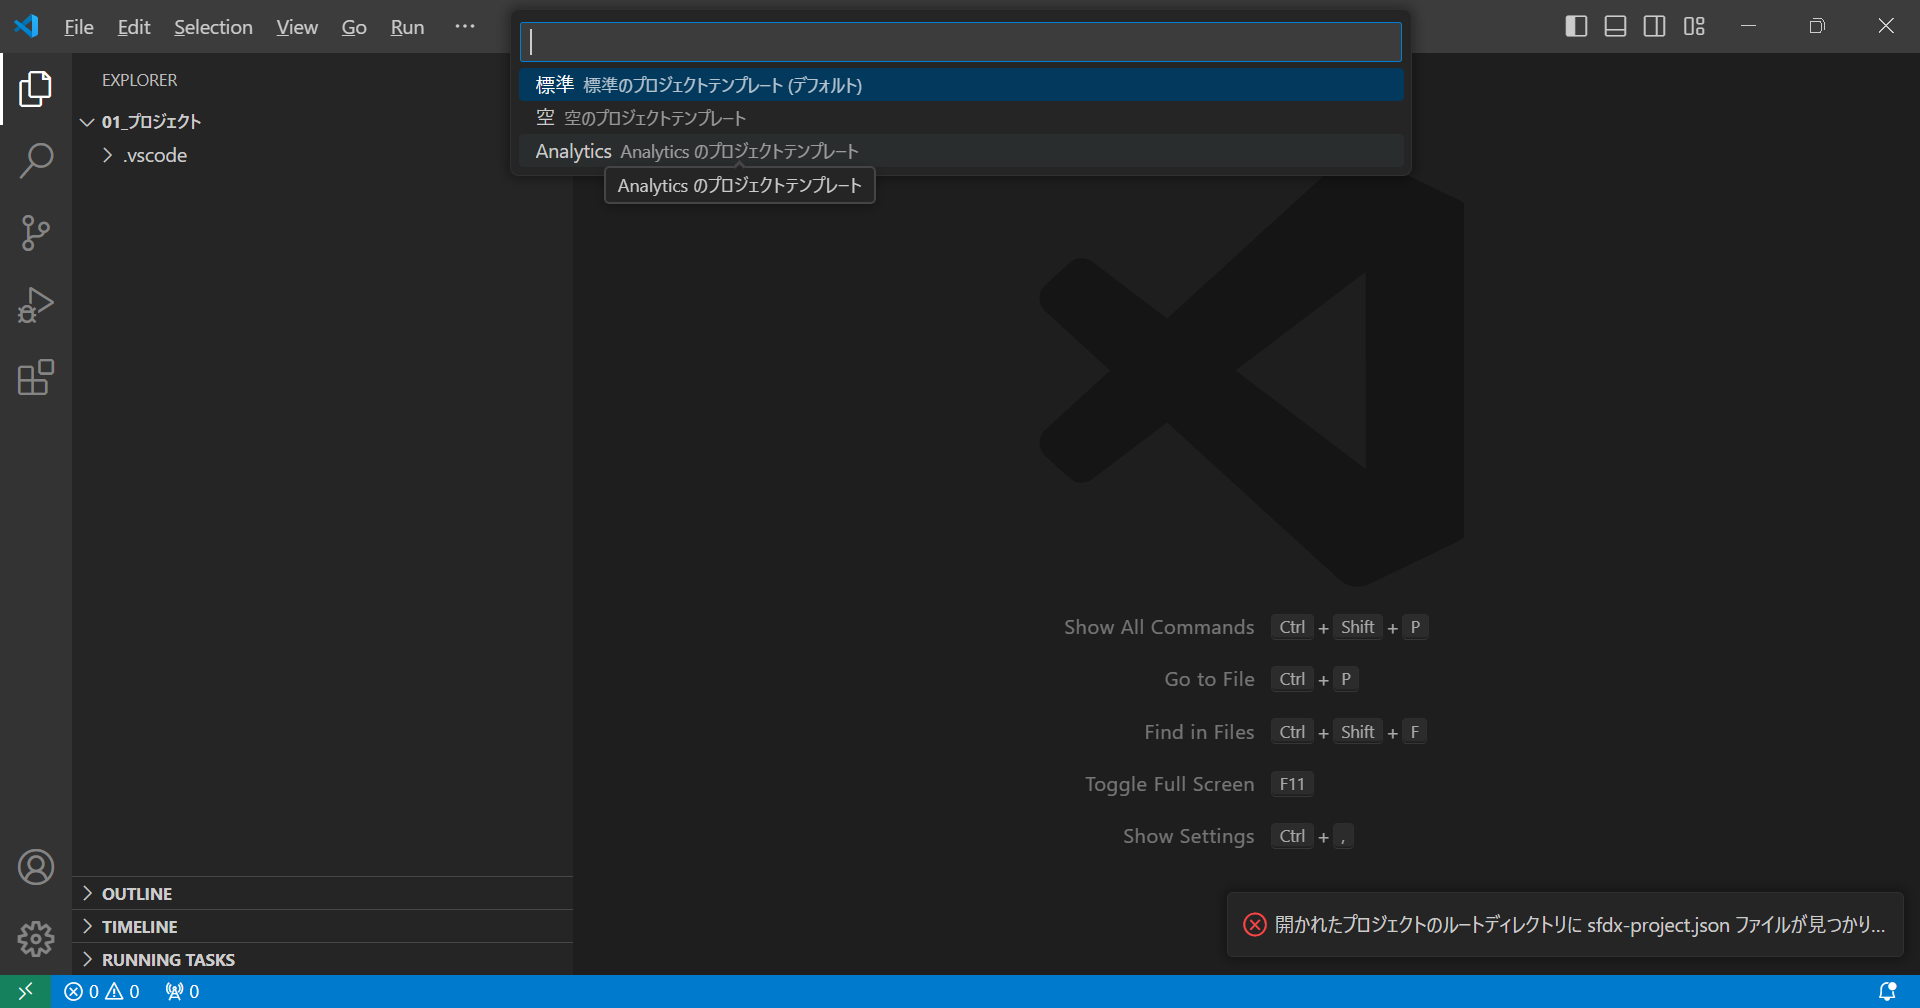 File Edit Selection View Go Run ···
EXPLORER
01_プロジェクト
.vscode
標準 標準のプロジェクトテンプレート (デフォルト)
空 空のプロジェクトテンプレート
Analytics Analytics のプロジェクトテンプレート
Analytics のプロジェクトテンプレート
Show All Commands Ctrl + Shift + P
Go to File Ctrl + P
Find in Files Ctrl + Shift + F
Toggle Full Screen F11
Show Settings Ctrl + ,
OUTLINE
TIMELINE
RUNNING TASKS
開かれたプロジェクトのルートディレクトリに sfdx-project.json ファイルが見つかり...
0 0 0